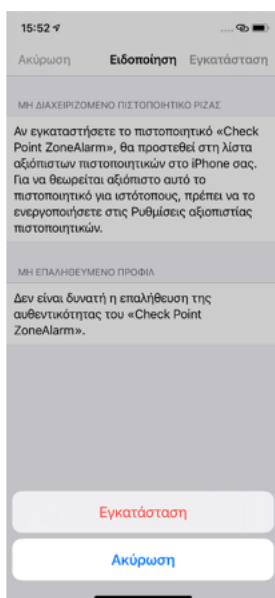 15:52
Ακύρωση Ειδοποίηση Εγκατάσταση
ΜΗ ΔΙΑΧΕΙΡΙΖΟΜΕΝΟ ΠΙΣΤΟΠΟΙΗΤΙΚΟ ΡΙΖΑΣ
Αν εγκαταστήσετε το πιστοποιητικό «Check
Point ZoneAlarm», θα προστεθεί στη λίστα
αξιόπιστων πιστοποιητικών στο iPhone σας.
Για να θεωρείται αξιόπιστο αυτό το
πιστοποιητικό για ιστότοπους, πρέπει να το
ενεργοποιήσετε στις Ρυθμίσεις αξιοπιστίας
πιστοποιητικών.
ΜΗ ΕΠΑΛΗΘΕΥΜΕΝΟ ΠΡΟΦΙΛ
Δεν είναι δυνατή η επαλήθευση της
αυθεντικότητας του «Check Point
ZoneAlarm».
Εγκατάσταση
Ακύρωση